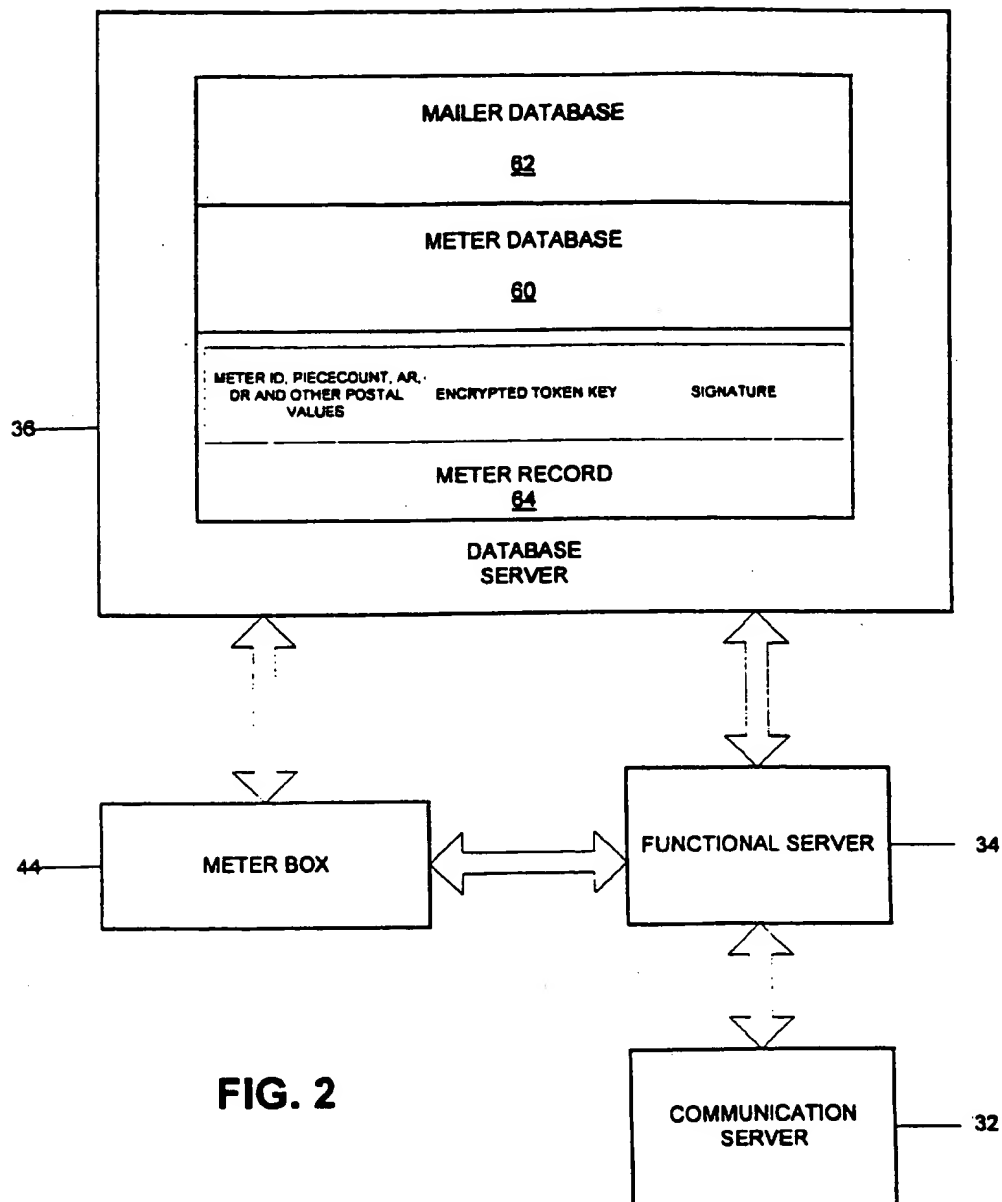 MAILER DATABASE
62
METER DATABASE
60
METER ID, PIECECOUNT, AR,
DR AND OTHER POSTAL
VALUES
ENCRYPTED TOKEN KEY
SIGNATURE
36
METER RECORD
64
DATABASE
SERVER
44
METER BOX
FUNCTIONAL SERVER
34
FIG. 2
COMMUNICATION
SERVER
32